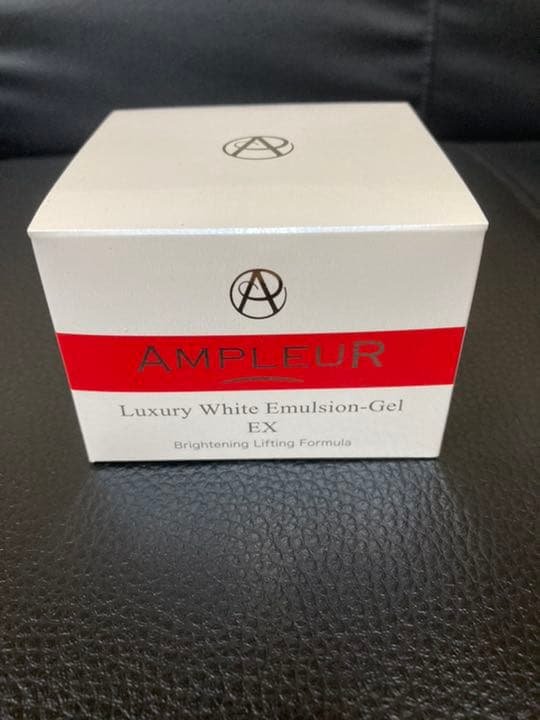 AMPLEUR
Luxury White Emulsion-Gel
EX
Brightening Lifting Formula